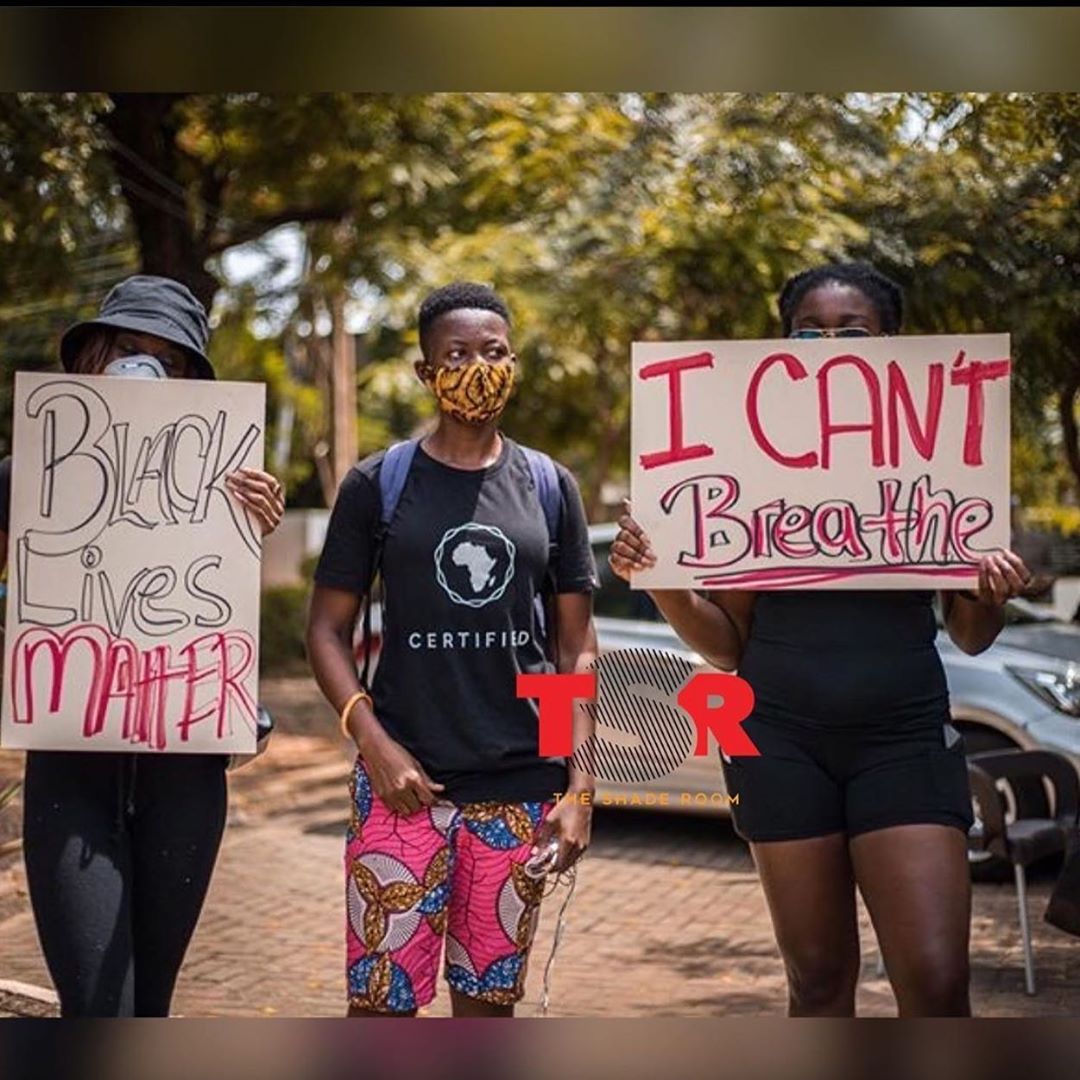 BLACK
Lives
MATTER
CERTIFIED
I CAN'T
Breathe
TSR
THE SHADE ROOM